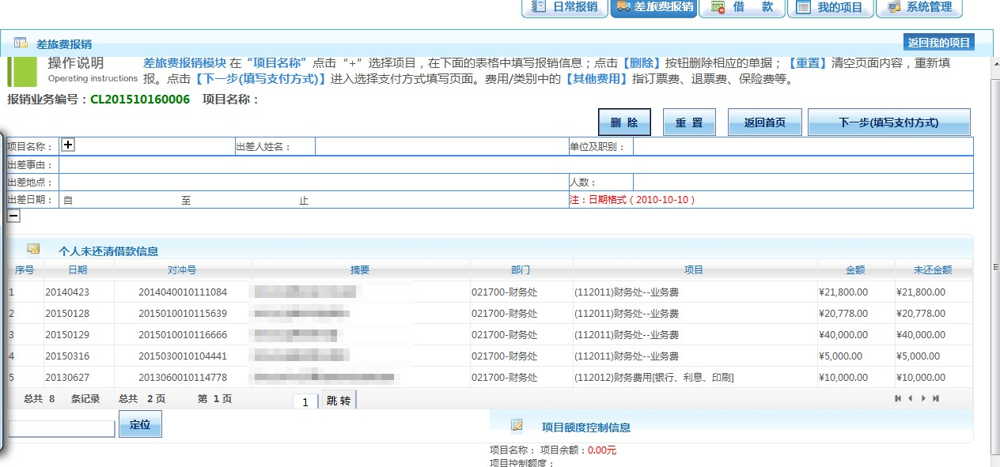 日常报销 差旅费报销 借 款 我的项目 系统管理
差旅费报销 返回我的项目
操作说明
Operating instructions
差旅费报销模块 在“项目名称” 点击 “+” 选择项目，在下面的表格中填写报销信息；点击【删除】按钮删除相应的单据；【重置】清空页面内容，重新填
报。点击【下一步(填写支付方式)】进入选择支付方式填写页面。费用/类别中的【其他费用】指订票费、退票费、保险费等。
报销业务编号：CL201510160006 项目名称：
删 除 重 置 返回首页 下一步(填写支付方式)
项目名称： + 出差人姓名： 单位及职别：
出差事由：
出差地点： 人数：
出差日期： 自 至 止 注：日期格式（2010-10-10）
个人未还清借款信息
序号 日期 对冲号 摘要 部门 项目 金额 未还金额
1 20140423 2014040010111084 021700-财务处 (112011)财务处--业务费 ¥21,800.00 ¥21,800.00
2 20150128 2015010010115639 021700-财务处 (112011)财务处--业务费 ¥20,778.00 ¥20,778.00
3 20150129 2015010010116666 021700-财务处 (112011)财务处--业务费 ¥40,000.00 ¥40,000.00
4 20150316 2015030010104441 021700-财务处 (112011)财务处--业务费 ¥5,000.00 ¥5,000.00
5 20130627 2013060010114778 021700-财务处 (112012)财务费用[银行、利息、印刷] ¥10,000.00 ¥10,000.00
总共 8 条记录 总共 2 页 第 1 页 1 跳 转
定位
项目额度控制信息
项目名称： 项目余额：0.00元
项目控制额度：